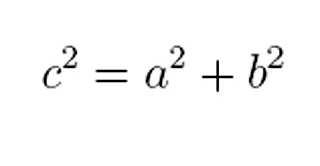 c² = a² + b²